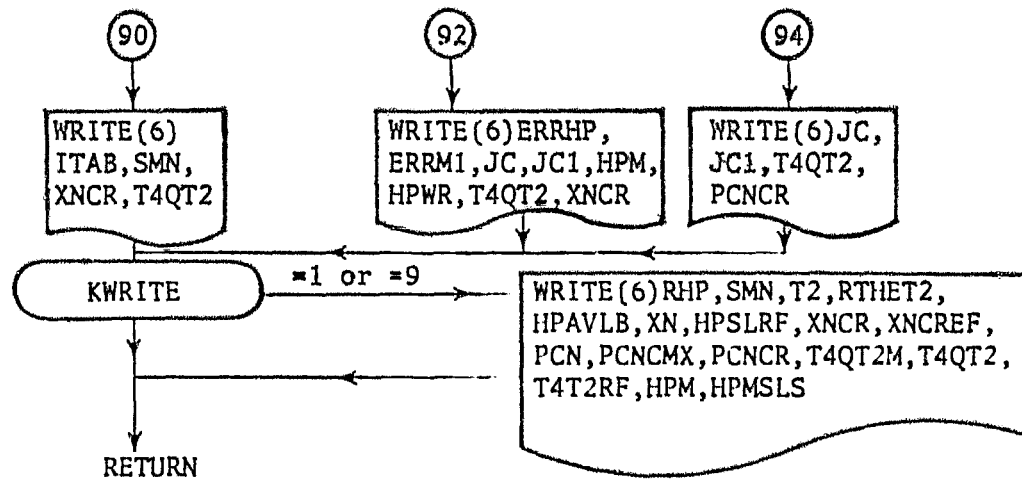 90
92
94
WRITE(6)
ITAB,SMN,
XNCR,T4QT2
WRITE(6)ERRHP,
ERRM1,JC,JC1,HPM,
HPWR,T4QT2,XNCR
WRITE(6)JC,
JC1,T4QT2,
PCNCR
KWRITE
=1 or =9
WRITE(6)RHP,SMN,T2,RTHET2,
HPAVLB,XN,HPSLRF,XNCR,XNCREF,
PCN,PCNCMX,PCNCR,T4QT2M,T4QT2,
T4T2RF,HPM,HPMSLS
RETURN